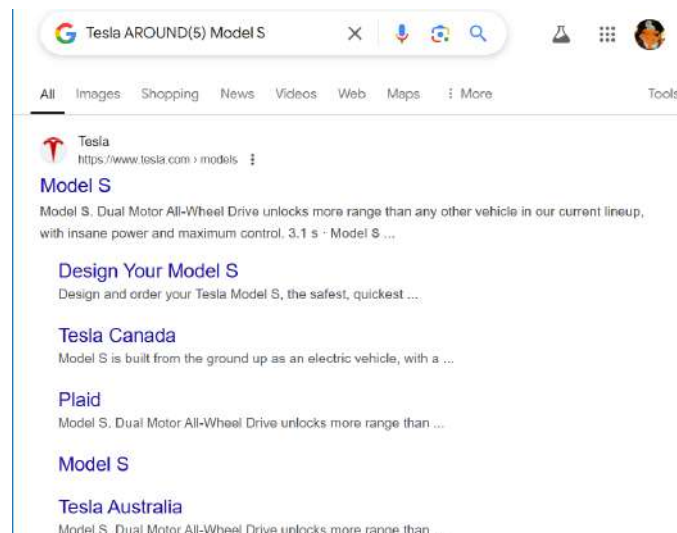 Tesla AROUND(5) Model S
All Images Shopping News Videos Web Maps More Tools
Tesla
https://www.tesla.com › models
Model S
Model S. Dual Motor All-Wheel Drive unlocks more range than any other vehicle in our current lineup,
with insane power and maximum control. 3.1 s · Model S ...
Design Your Model S
Design and order your Tesla Model S, the safest, quickest ...
Tesla Canada
Model S is built from the ground up as an electric vehicle, with a ...
Plaid
Model S. Dual Motor All-Wheel Drive unlocks more range than ...
Model S
Tesla Australia
Model S. Dual Motor All-Wheel Drive unlocks more range than ...